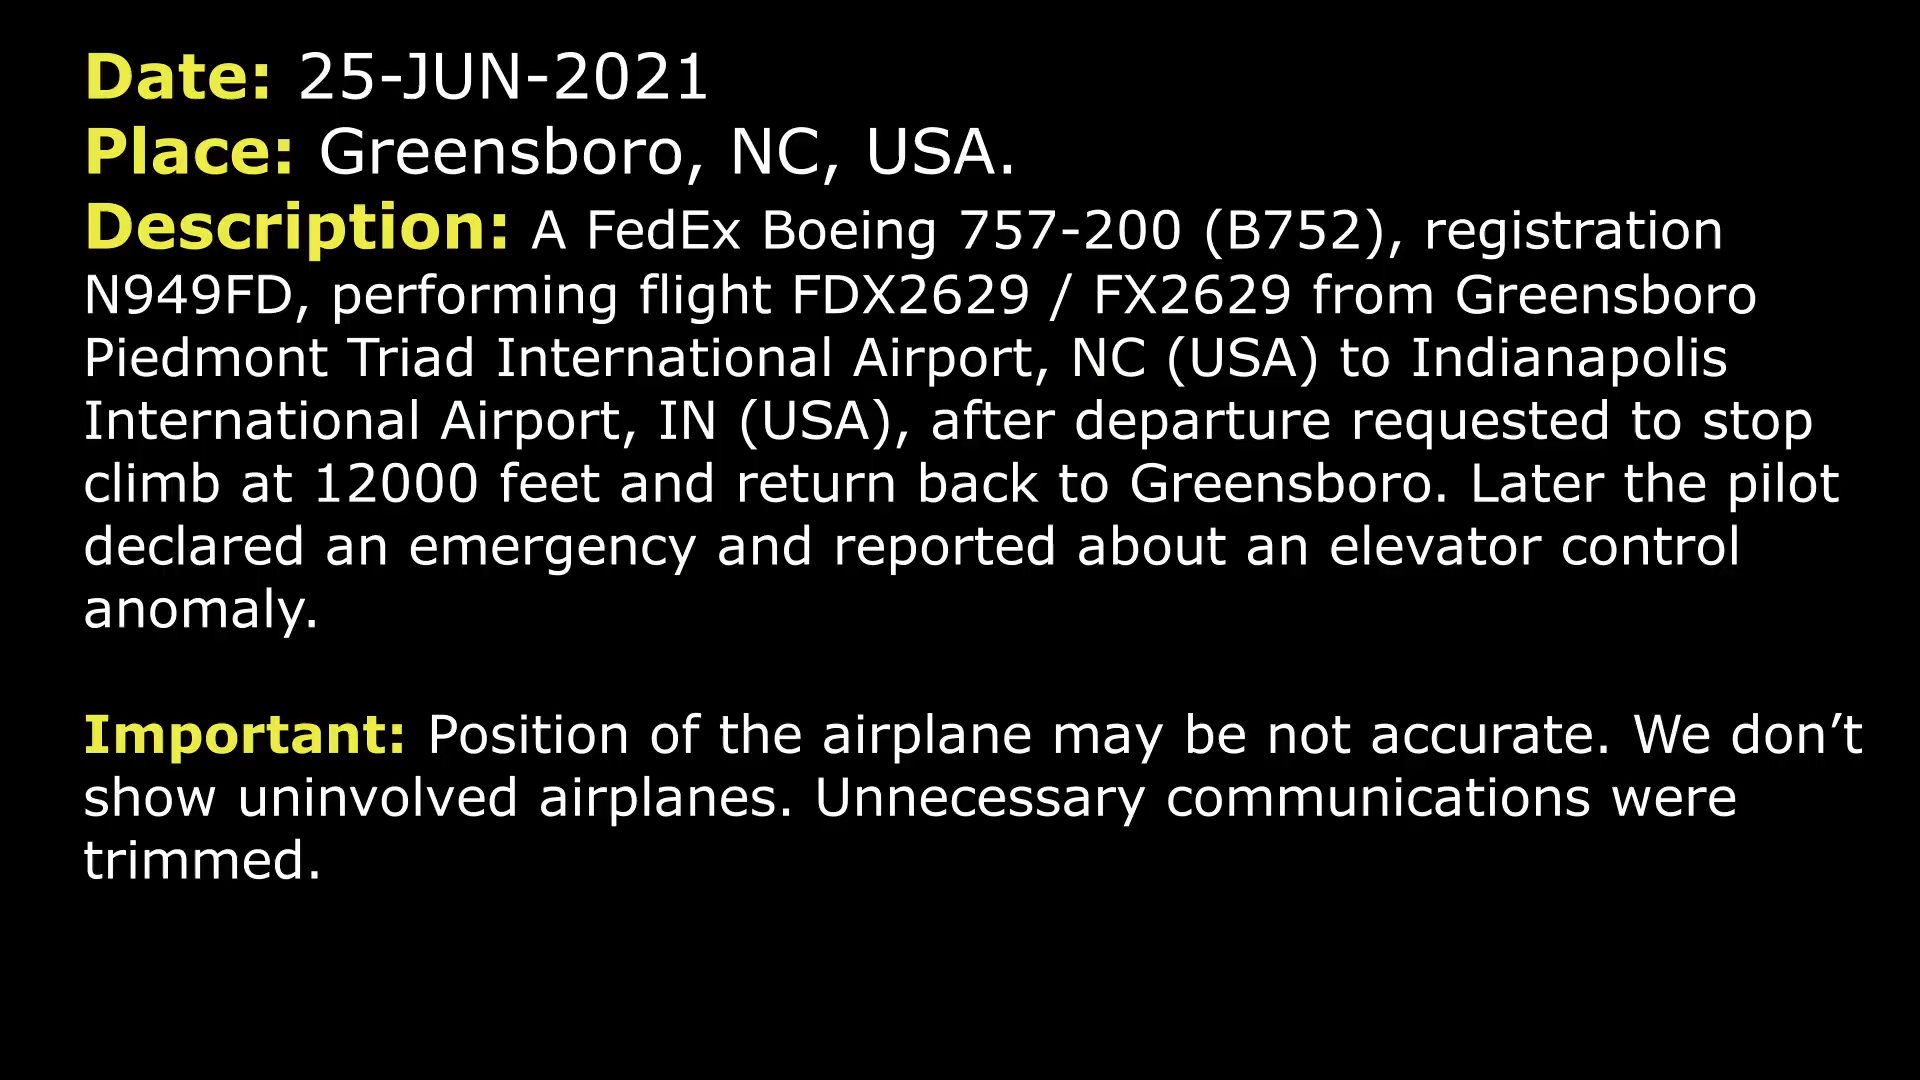 Date: 25-JUN-2021
Place: Greensboro, NC, USA.
Description: A FedEx Boeing 757-200 (B752), registration
N949FD, performing flight FDX2629 / FX2629 from Greensboro
Piedmont Triad International Airport, NC (USA) to Indianapolis
International Airport, IN (USA), after departure requested to stop
climb at 12000 feet and return back to Greensboro. Later the pilot
declared an emergency and reported about an elevator control
anomaly.
Important: Position of the airplane may be not accurate. We don’t
show uninvolved airplanes. Unnecessary communications were
trimmed.